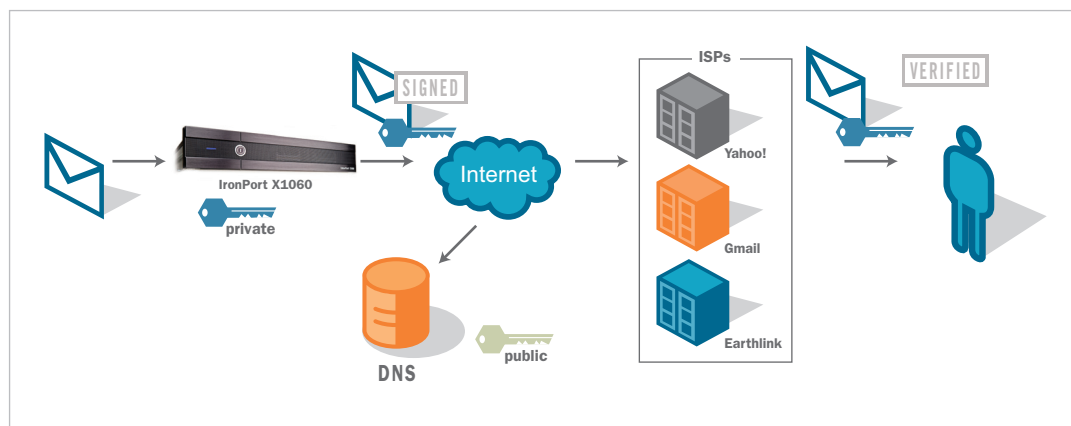 ISPs
SIGNED
VERIFIED
Yahoo!
IronPort X1060
Internet
private
Gmail
public
Earthlink
DNS